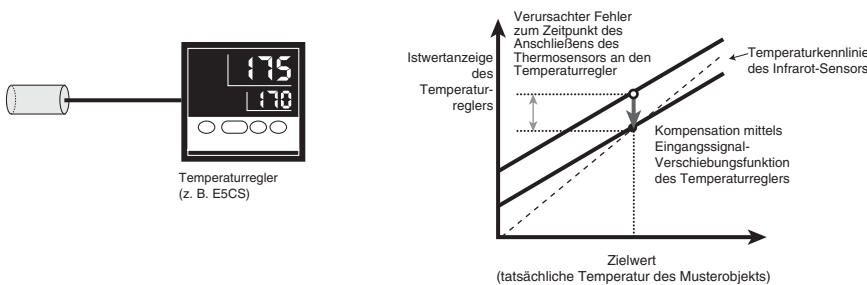 175
170
Temperaturregler
(z. B. E5CS)
Verursachter Fehler
zum Zeitpunkt des
Anschließens des
Thermosensors an den
Temperaturregler
Istwertanzeige
des
Temperatur-
reglers
Temperaturkennlinie
des Infrarot-Sensors
Kompensation mittels
Eingangssignal-
Verschiebungsfunktion
des Temperaturreglers
Zielwert
(tatsächliche Temperatur des Musterobjekts)